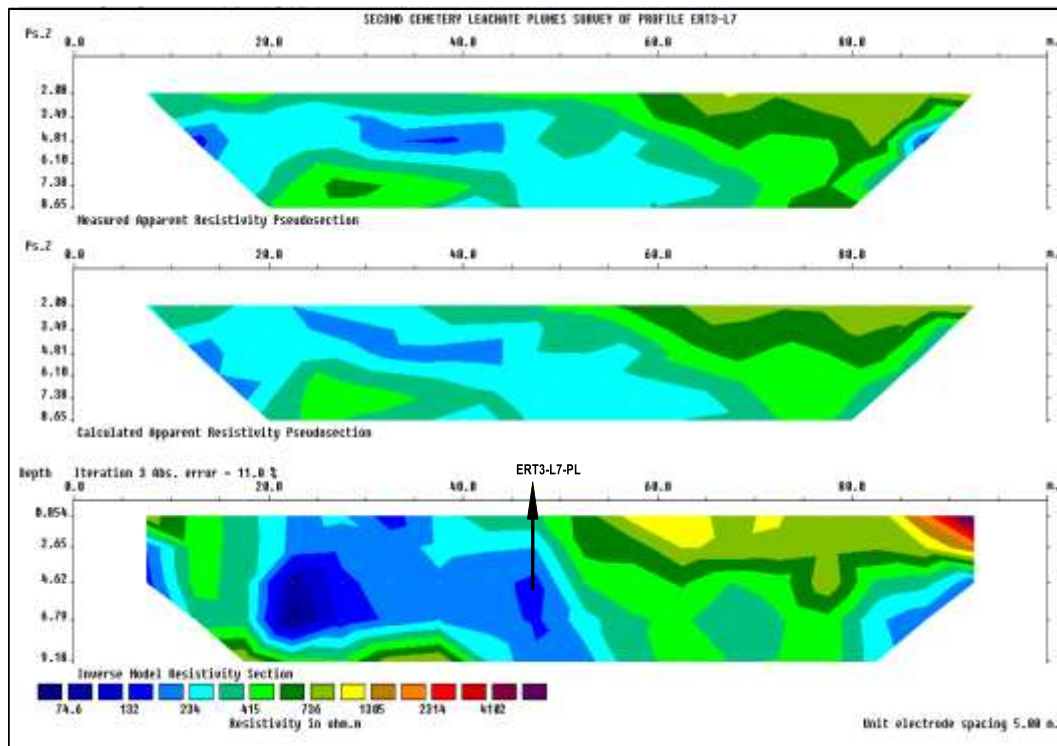 SECOND CEMETERY LEACHATE PLUMES SURVEY OF PROFILE ERT3-L7
Ps.Z 0.0 20.0 40.0 60.0 80.0 m.
2.08
3.49
4.81
6.10
7.38
8.65
Measured Apparent Resistivity Pseudosection
Ps.Z 0.0 20.0 40.0 60.0 80.0 m.
2.08
3.49
4.81
6.10
7.38
8.65
Calculated Apparent Resistivity Pseudosection
Depth Iteration 3 Abs. error = 11.0 %
ERT3-L7-PL
0.0 20.0 40.0 60.0 80.0 m.
0.854
2.65
4.62
6.79
9.18
Inverse Model Resistivity Section
74.6 132 234 415 736 1305 2314 4102
Resistivity in ohm.m
Unit electrode spacing 5.00 m.